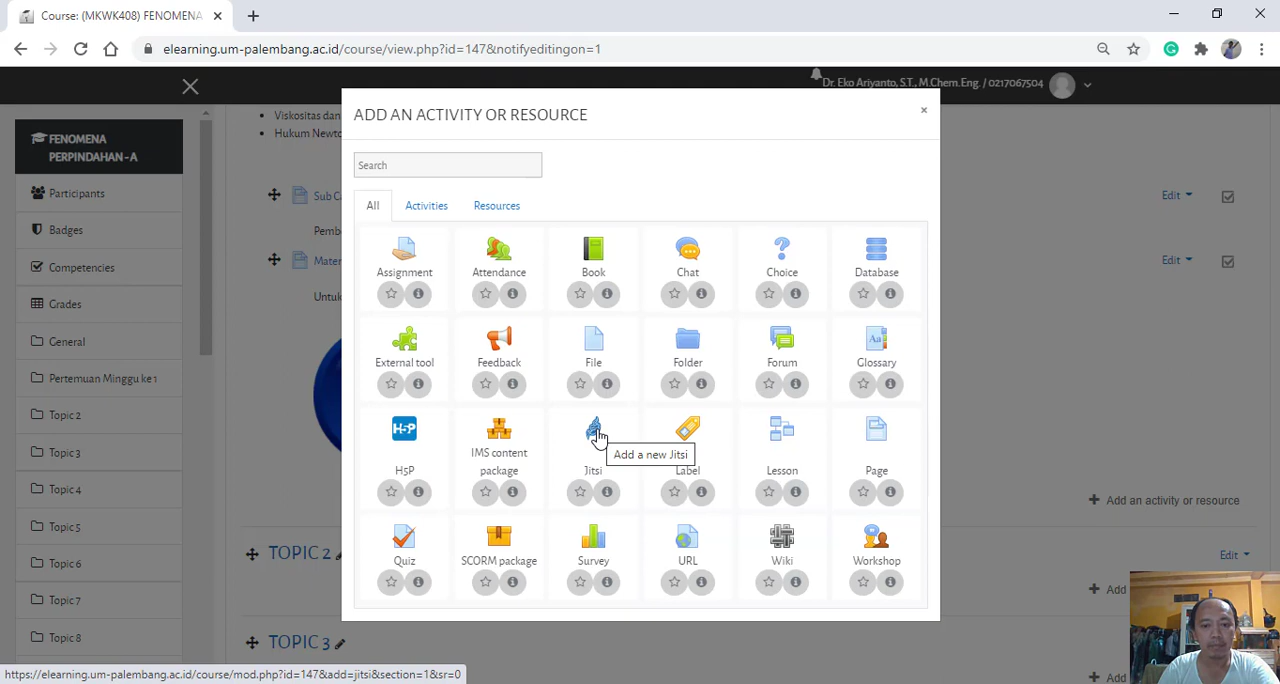 Course: (MKWK408) FENOMENA
elearning.um-palembang.ac.id/course/view.php?id=147&notifyeditingon=1
Dr. Eko Ariyanto, S.T., M.Chem.Eng. / 0217067504
FENOMENA
PERPINDAHAN - A
Participants
Badges
Competencies
Grades
General
Pertemuan Minggu ke 1
Topic 2
Topic 3
Topic 4
Topic 5
Topic 6
Topic 7
Topic 8
Viskositas dan
Hukum Newto
Sub
Pemb
Mater
Untuk
Edit
Edit
Add an activity or resource
TOPIC 2
Edit
Add
TOPIC 3
Add
ADD AN ACTIVITY OR RESOURCE
×
Search
All Activities Resources
Assignment Attendance Book Chat Choice Database
External tool Feedback File Folder Forum Glossary
H5P
H5P IMS content package Jitsi Label Lesson Page
Add a new Jitsi
Quiz SCORM package Survey URL Wiki Workshop
https://elearning.um-palembang.ac.id/course/mod.php?id=147&add=jitsi&section=1&sr=0